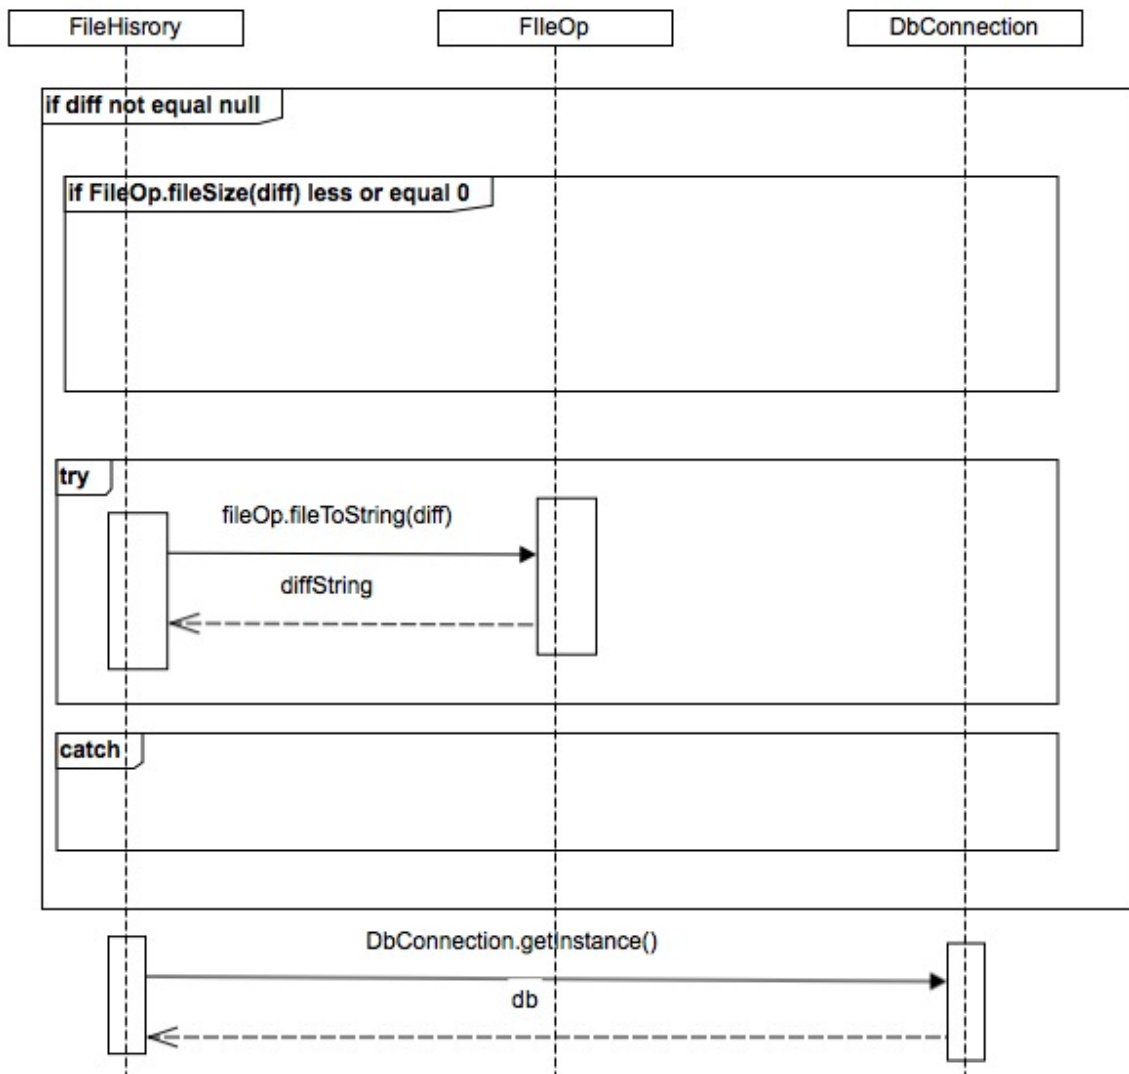 FileHisrory
FIleOp
DbConnection
if diff not equal null
if FileOp.fileSize(diff) less or equal 0
try
fileOp.fileToString(diff)
diffString
catch
DbConnection.getInstance()
db